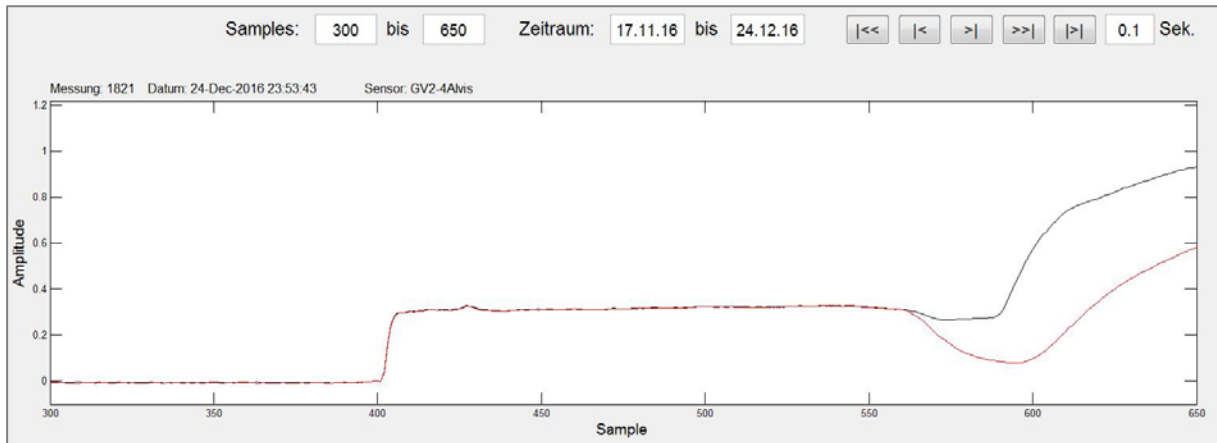 Samples: 300 bis 650 Zeitraum: 17.11.16 bis 24.12.16 |<< |< >| >>| |>| 0.1 Sek.
Messung: 1821 Datum: 24-Dec-2016 23:53:43 Sensor: GV2-4Alvis
1.2
1
0.8
0.6
0.4
0.2
0
Amplitude
300 350 400 450 500 550 600 650
Sample